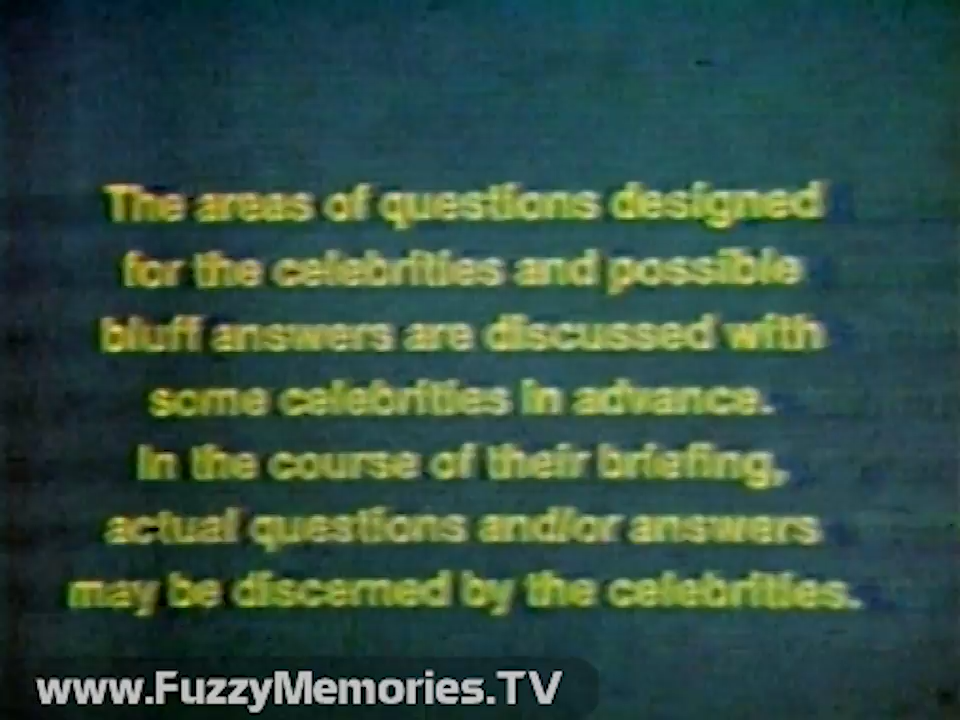 The areas of questions designed
for the celebrities and possible
bluff answers are discussed with
some celebrities in advance.
In the course of their briefing,
actual questions and/or answers
may be discerned by the celebrities.
www.FuzzyMemories.TV